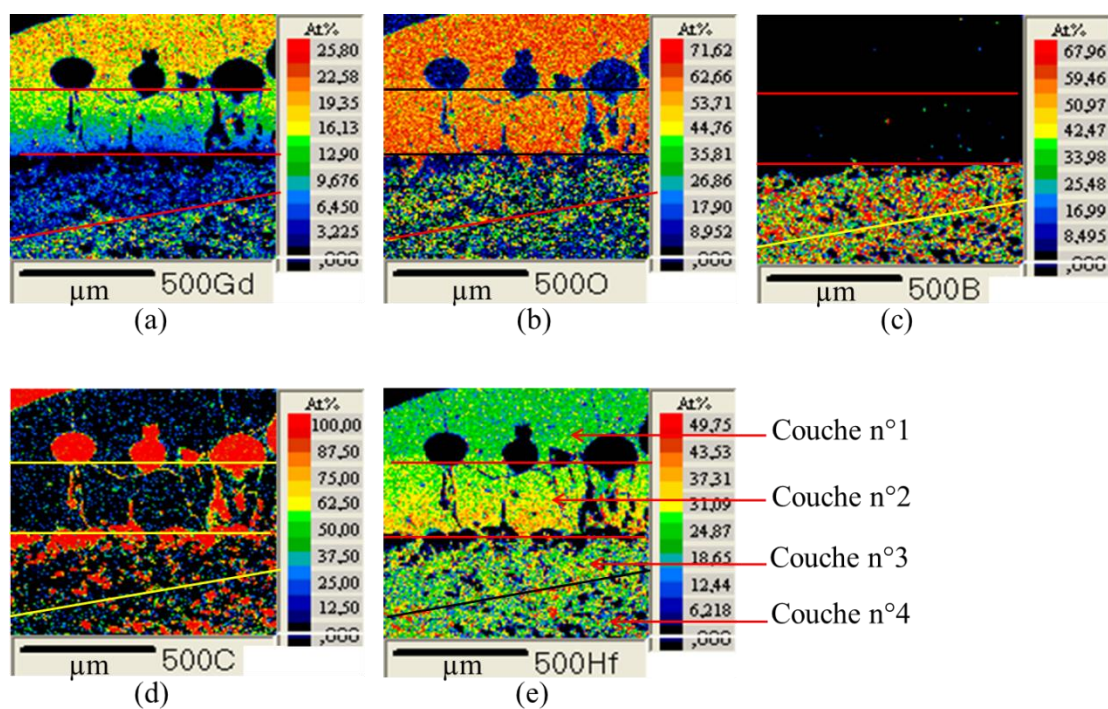 At%
25,80
22,58
19,35
16,13
12,90
9,676
6,450
3,225
,000
µm 500Gd
(a)
At%
71,62
62,66
53,71
44,76
35,81
26,86
17,90
8,952
,000
µm 500O
(b)
At%
67,96
59,46
50,97
42,47
33,98
25,48
16,99
8,495
,000
µm 500B
(c)
At%
100,00
87,50
75,00
62,50
50,00
37,50
25,00
12,50
,000
µm 500C
(d)
At%
49,75
43,53
37,31
31,09
24,87
18,65
12,44
6,218
,000
µm 500Hf
(e)
Couche n°1
Couche n°2
Couche n°3
Couche n°4